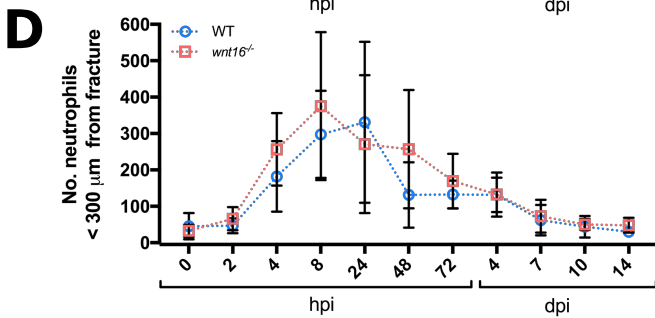 hpi dpi
D
600
500
400
300
200
100
0
No. neutrophils
< 300 μm from fracture
WT
wnt16-/-
0 2 4 8 24 48 72 4 7 10 14
hpi dpi